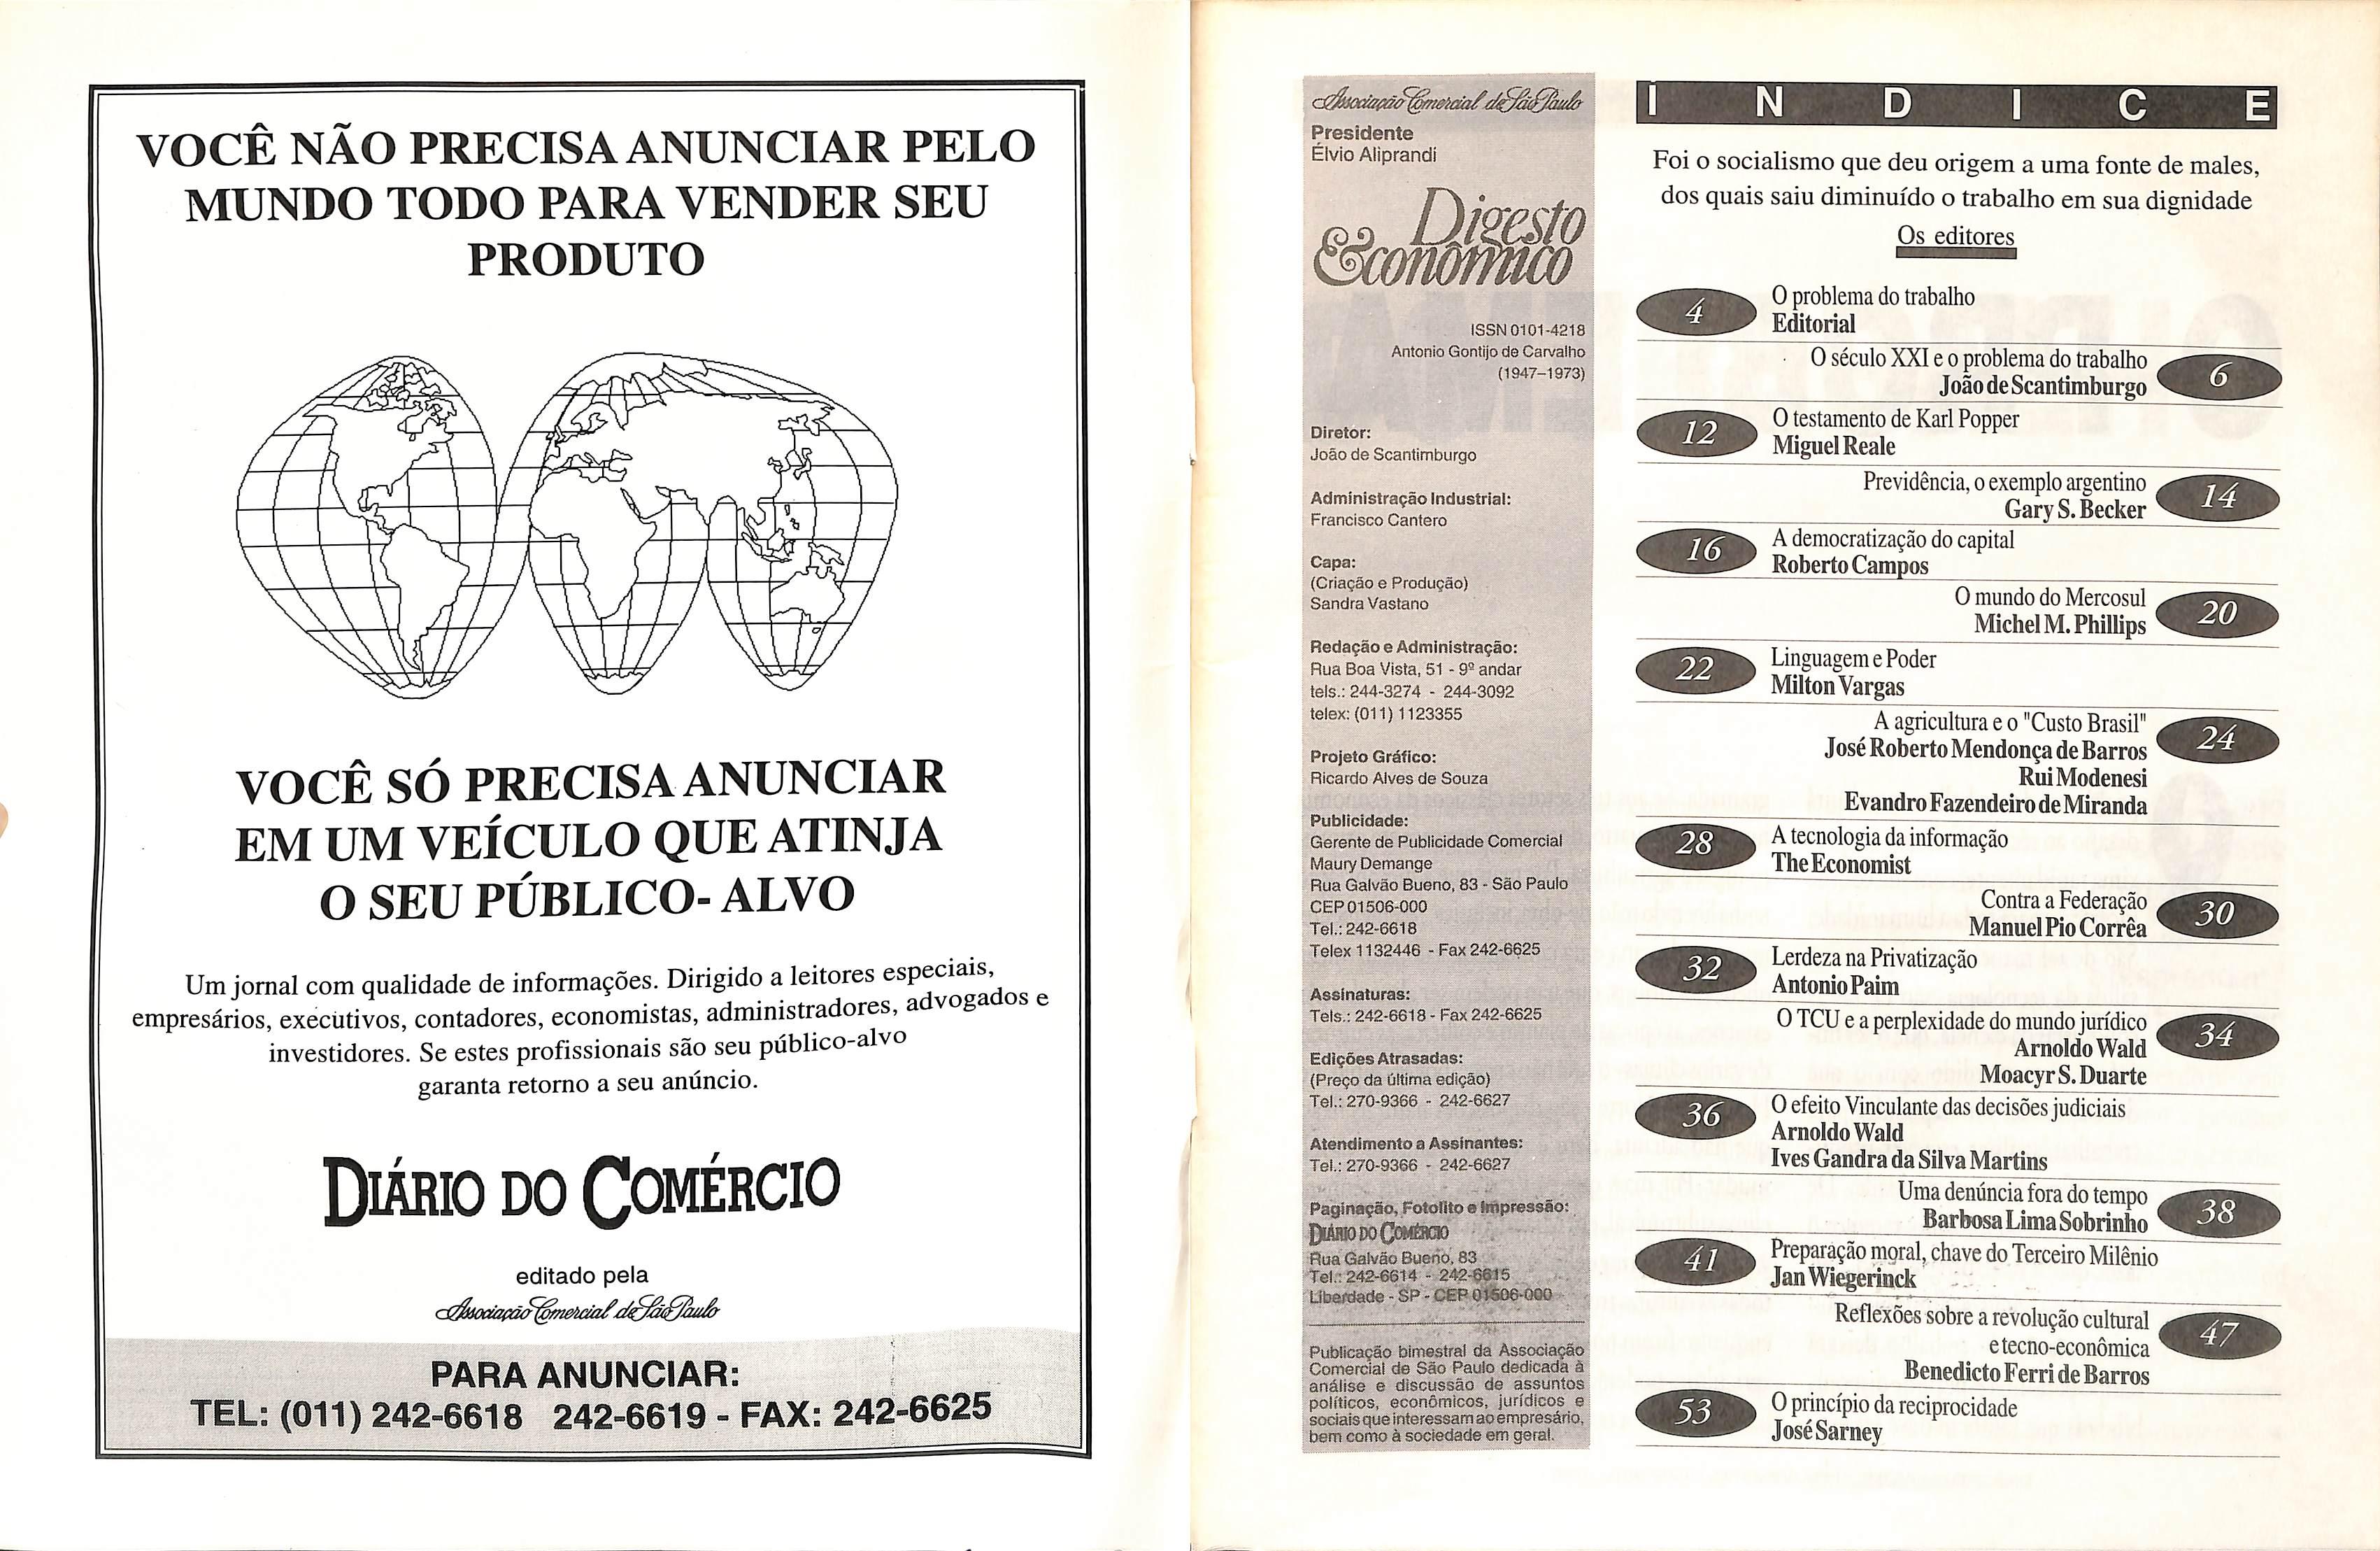 VOCÊ NÃO PRECISA ANUNCIAR PELO
MUNDO TODO PARA VENDER SEU
PRODUTO
VOCÊ SÓ PRECISA ANUNCIAR
EM UM VEÍCULO QUE ATINJA
O SEU PÚBLICO- ALVO
Um jornal com qualidade de informações. Dirigido a leitores especiais,
empresários, executivos, contadores, economistas, administradores, advogados e
investidores. Se estes profissionais são seu público-alvo
garanta retorno a seu anúncio.
DIÁRIO DO COMÉRCIO
editado pela
Associação Comercial de São Paulo
PARA ANUNCIAR:
TEL: (011) 242-6618 242-6619 - FAX: 242-6625
Associação Comercial de São Paulo
Presidente
Élvio Aliprandi
Digesto
Econômico
ISSN 0101-4218
Antonio Gontijo de Carvalho
(1947–1973)
Diretor:
João de Scantimburgo
Administração Industrial:
Francisco Cantero
Capa:
(Criação e Produção)
Sandra Vastano
Redação e Administração:
Rua Boa Vista, 51 - 9º andar
tels.: 244-3274 - 244-3092
telex: (011) 1123355
Projeto Gráfico:
Ricardo Alves de Souza
Publicidade:
Gerente de Publicidade Comercial
Maury Demange
Rua Galvão Bueno, 83 - São Paulo
CEP 01506-000
Tel.: 242-6618
Telex 1132446 - Fax 242-6625
Assinaturas:
Tels.: 242-6618 - Fax 242-6625
Edições Atrasadas:
(Preço da última edição)
Tel.: 270-9366 - 242-6627
Atendimento a Assinantes:
Tel.: 270-9366 - 242-6627
Paginação, Fotolito e Impressão:
DIÁRIO DO COMÉRCIO
Rua Galvão Bueno, 83
Tel.: 242-6614 - 242-6615
Liberdade - SP - CEP 01506-000
Publicação bimestral da Associação
Comercial de São Paulo dedicada à
análise e discussão de assuntos
políticos, econômicos, jurídicos e
sociais que interessam ao empresário,
bem como à sociedade em geral.
ÍNDICE
Foi o socialismo que deu origem a uma fonte de males,
dos quais saiu diminuído o trabalho em sua dignidade
Os editores
4 O problema do trabalho
Editorial
O século XXI e o problema do trabalho 6
João de Scantimburgo
12 O testamento de Karl Popper
Miguel Reale
Previdência, o exemplo argentino 14
Gary S. Becker
16 A democratização do capital
Roberto Campos
O mundo do Mercosul 20
Michel M. Phillips
22 Linguagem e Poder
Milton Vargas
A agricultura e o "Custo Brasil" 24
José Roberto Mendonça de Barros
Rui Modenesi
Evandro Fazendeiro de Miranda
28 A tecnologia da informação
The Economist
Contra a Federação 30
Manuel Pio Corrêa
32 Lerdeza na Privatização
Antonio Paim
O TCU e a perplexidade do mundo jurídico 34
Arnoldo Wald
Moacyr S. Duarte
36 O efeito Vinculante das decisões judiciais
Arnoldo Wald
Ives Gandra da Silva Martins
Uma denúncia fora do tempo 38
Barbosa Lima Sobrinho
41 Preparação moral, chave do Terceiro Milênio
Jan Wiegerinck
Reflexões sobre a revolução cultural 47
e tecno-econômica
Benedicto Ferri de Barros
53 O princípio da reciprocidade
José Sarney